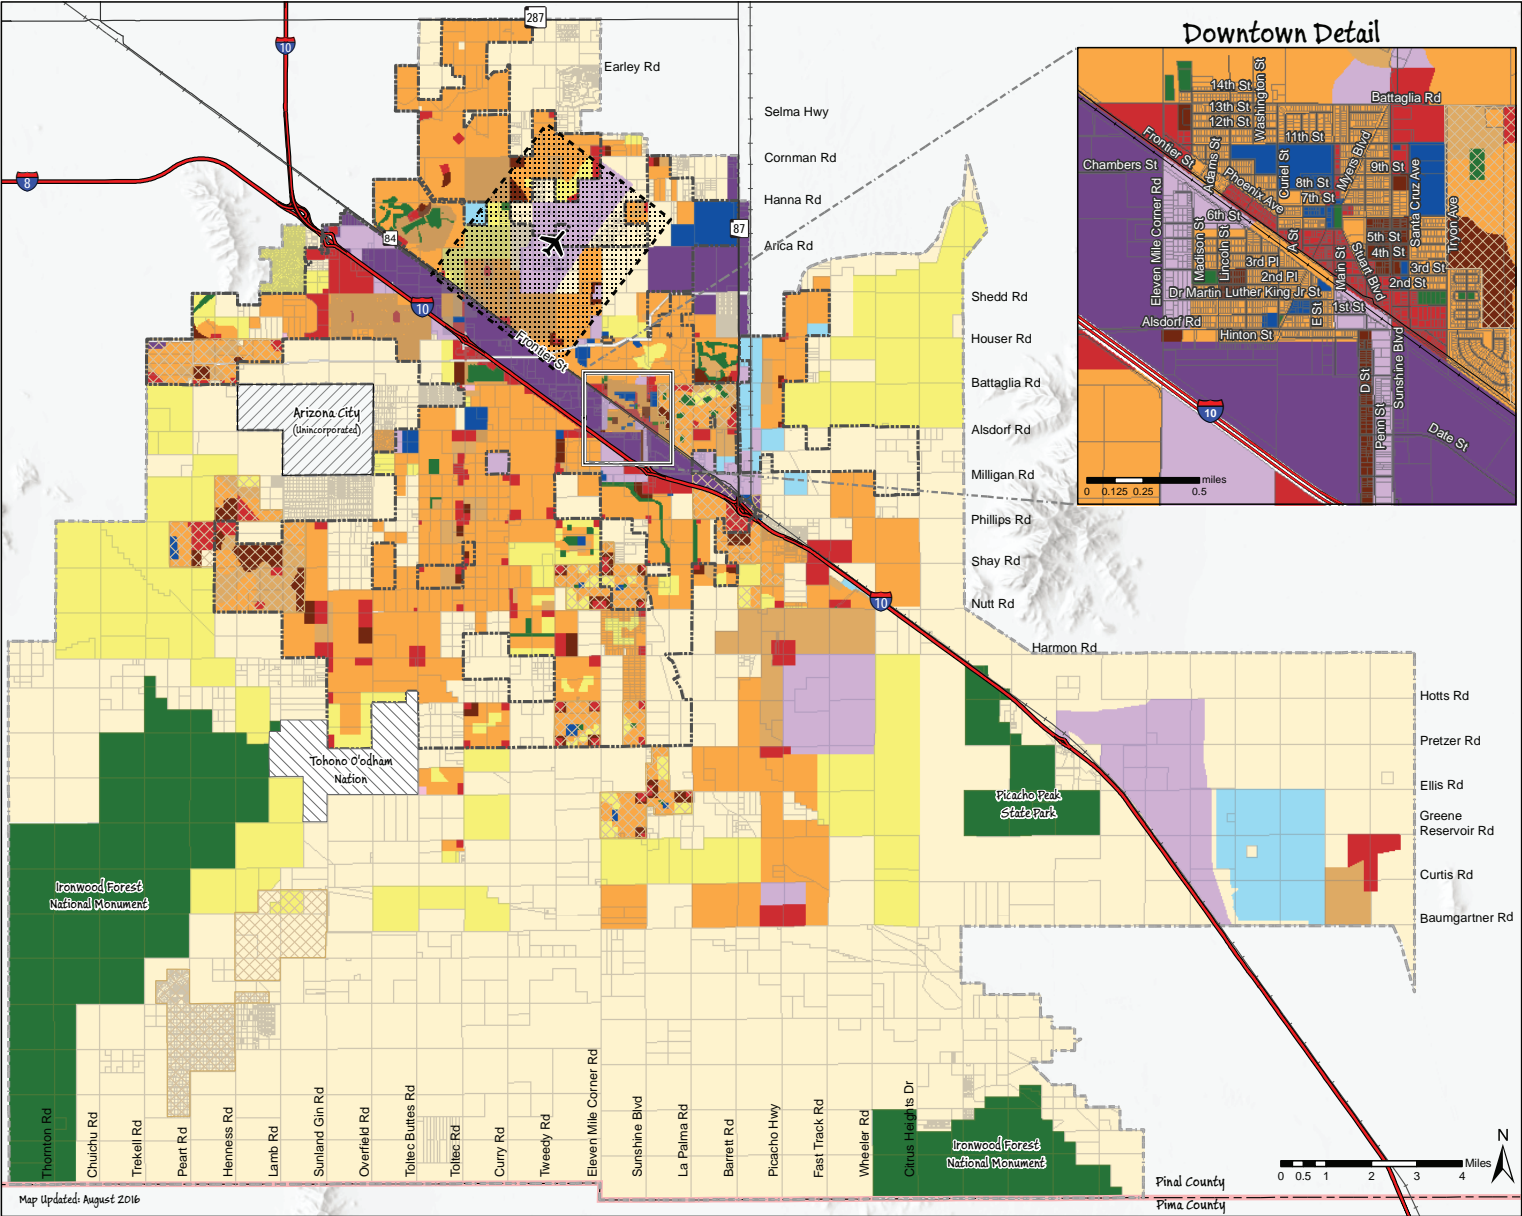 287
10
Earley Rd
Selma Hwy
Cornman Rd
8
Hanna Rd
87
84
Arica Rd
10
Shedd Rd
Frontier St
Houser Rd
Battaglia Rd
Arizona City
(Unincorporated)
Alsdorf Rd
Milligan Rd
Phillips Rd
Shay Rd
10
Nutt Rd
Harmon Rd
Hotts Rd
Pretzer Rd
Tohono O'odham
Nation
Ellis Rd
Picacho Peak
State Park
Greene
Reservoir Rd
Curtis Rd
Ironwood Forest
National Monument
Baumgartner Rd
Thornton Rd
Chuichu Rd
Trekell Rd
Peart Rd
Henness Rd
Lamb Rd
Sunland Gin Rd
Overfield Rd
Toltec Buttes Rd
Toltec Rd
Curry Rd
Tweedy Rd
Eleven Mile Corner Rd
Sunshine Blvd
La Palma Rd
Barrett Rd
Picacho Hwy
Fast Track Rd
Wheeler Rd
Citrus Heights Dr
Ironwood Forest
National Monument
N
Miles
0 0.5 1 2 3 4
Pinal County
Pima County
Map Updated: August 2016
Downtown Detail
14th St
Washington St
Battaglia Rd
13th St
12th St
11th St
Frontier St
Adams St
Myers Blvd
Chambers St
Curiel St
9th St
Phoenix Ave
8th St
7th St
Santa Cruz Ave
Tryon Ave
Eleven Mile Corner Rd
Madison St
6th St
Lincoln St
A St
Main St
Stuart Blvd
5th St
4th St
3rd Pl
3rd St
2nd Pl
2nd St
Dr Martin Luther King Jr St
E St
1st St
Alsdorf Rd
Hinton St
Sunshine Blvd
D St
Penn St
10
Date St
miles
0 0.125 0.25 0.5